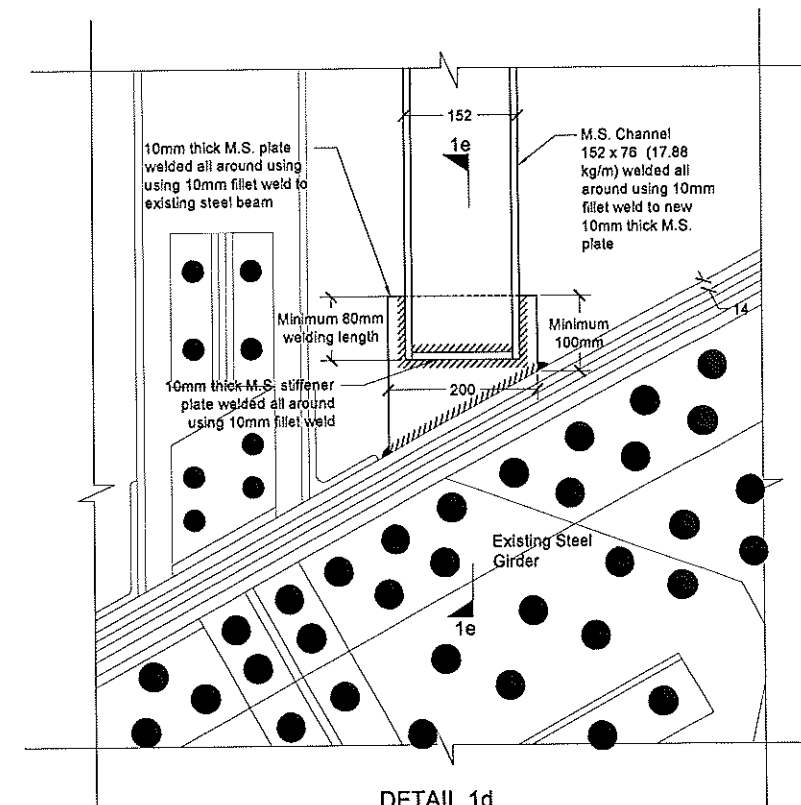 152
1e
10mm thick M.S. plate
welded all around using
using 10mm fillet weld to
existing steel beam
M.S. Channel
152 x 76 (17.88
kg/m) welded all
around using 10mm
fillet weld to new
10mm thick M.S.
plate
Minimum 80mm
welding length
Minimum
100mm
14
10mm thick M.S. stiffener
plate welded all around
using 10mm fillet weld
200
Existing Steel
Girder
1e
DETAIL 1d